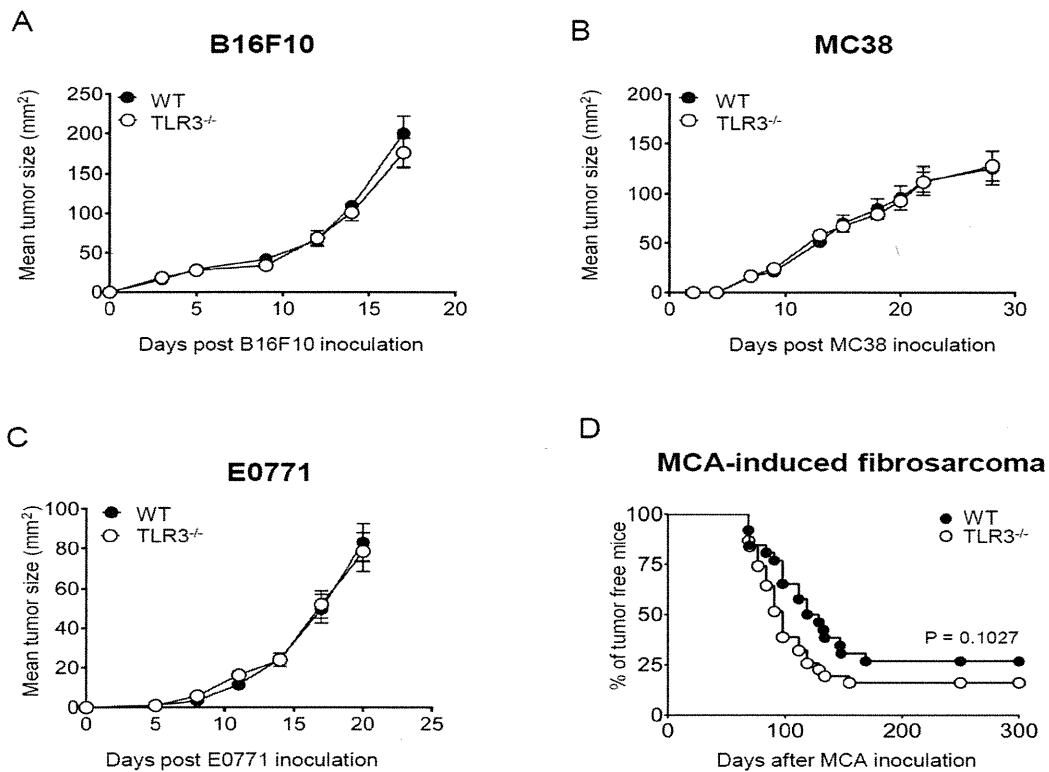 A
B16F10
Mean tumor size (mm²)
250
200
150
100
50
0
WT
TLR3-/-
0 5 10 15 20
Days post B16F10 inoculation
B
MC38
Mean tumor size (mm²)
200
150
100
50
0
WT
TLR3-/-
0 10 20 30
Days post MC38 inoculation
C
E0771
Mean tumor size (mm²)
100
80
60
40
20
0
WT
TLR3-/-
0 5 10 15 20 25
Days post E0771 inoculation
D
MCA-induced fibrosarcoma
% of tumor free mice
100
75
50
25
0
WT
TLR3-/-
P = 0.1027
100 200 300
Days after MCA inoculation